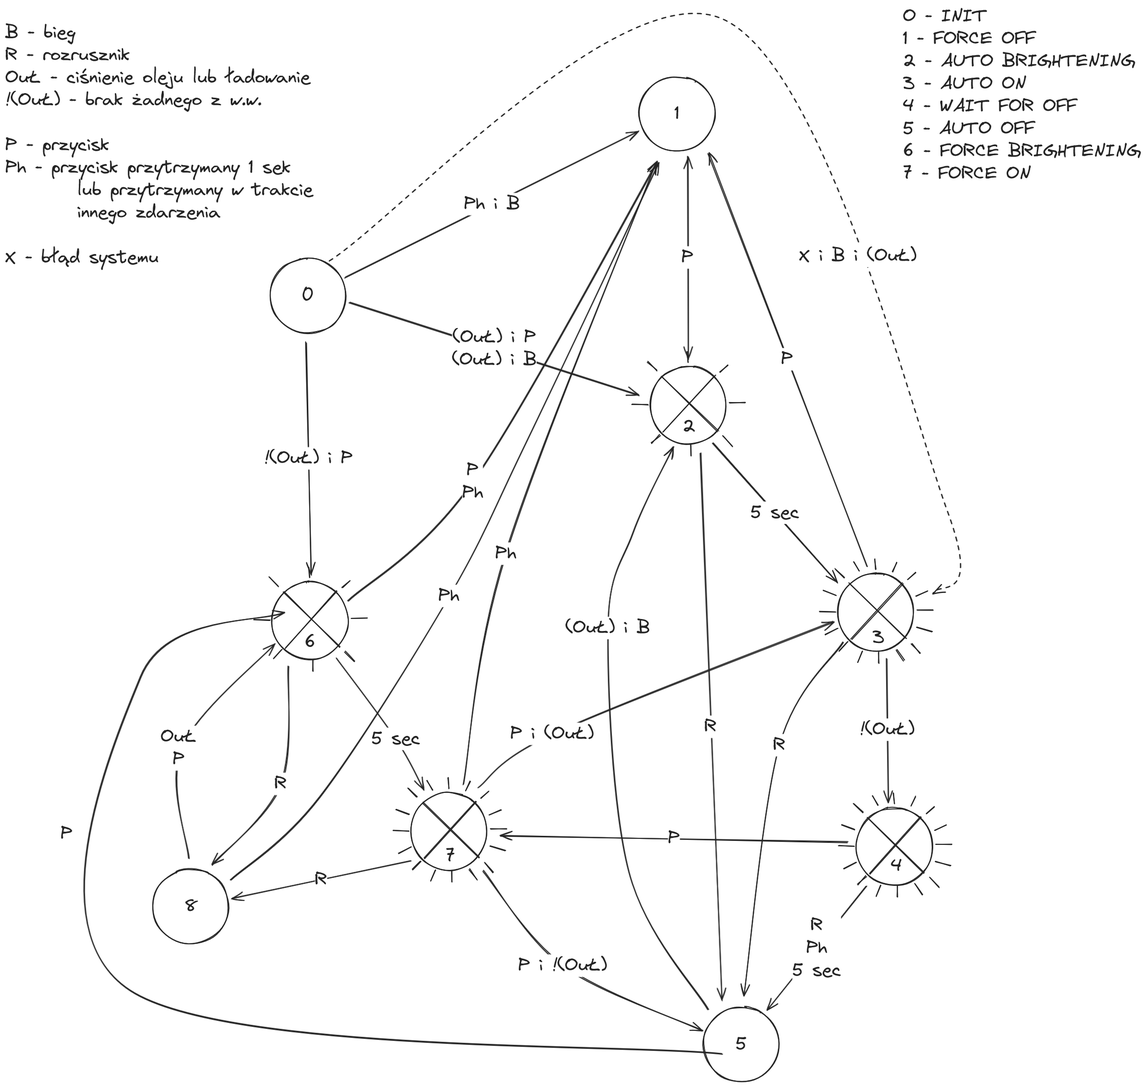 B - bieg
R - rozrusznik
Out - ciśnienie oleju lub ładowanie
!(Out) - brak żadnego z w.w.
P - przycisk
Ph - przycisk przytrzymany 1 sek
lub przytrzymany w trakcie
innego zdarzenia
x - błąd systemu
0 - INIT
1 - FORCE OFF
2 - AUTO BRIGHTENING
3 - AUTO ON
4 - WAIT FOR OFF
5 - AUTO OFF
6 - FORCE BRIGHTENING
7 - FORCE ON
1
Ph i B
x i B i (Out)
P
0
(Out) i P
(Out) i B
P
2
!(Out) i P
P
Ph
5 sec
Ph
Ph
(Out) i B
3
6
R
!(Out)
P i (Out)
Out
P
5 sec
R
R
P
P
7
4
R
8
R
Ph
5 sec
P i !(Out)
5